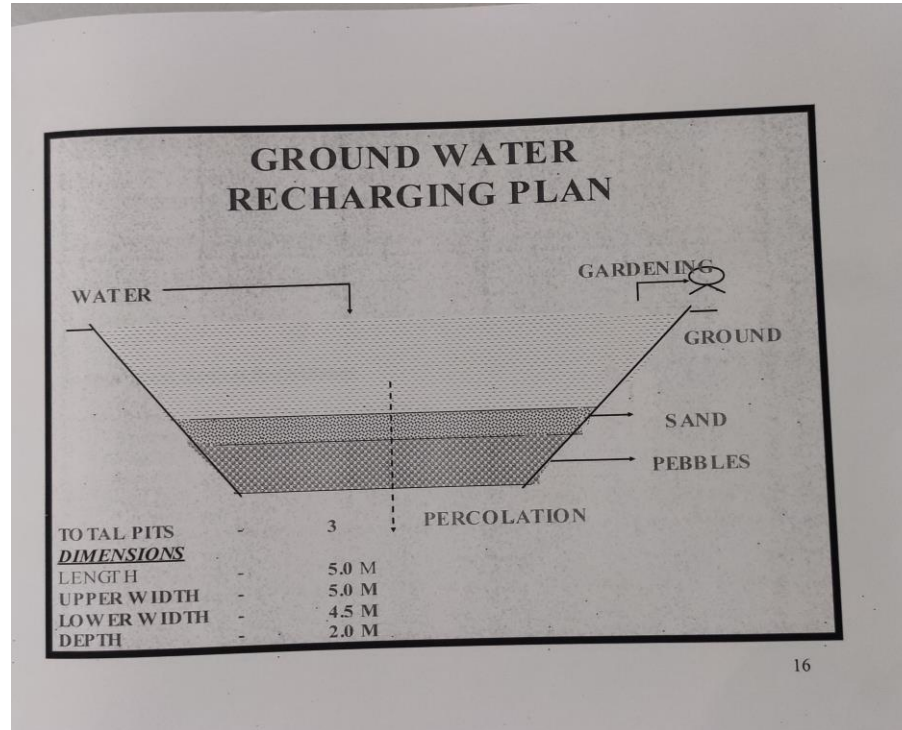 GROUND WATER
RECHARGING PLAN
GARDENING
WATER
GROUND
SAND
PEBBLES
PERCOLATION
TOTAL PITS - 3
DIMENSIONS
LENGTH - 5.0 M
UPPER WIDTH - 5.0 M
LOWER WIDTH - 4.5 M
DEPTH - 2.0 M
16